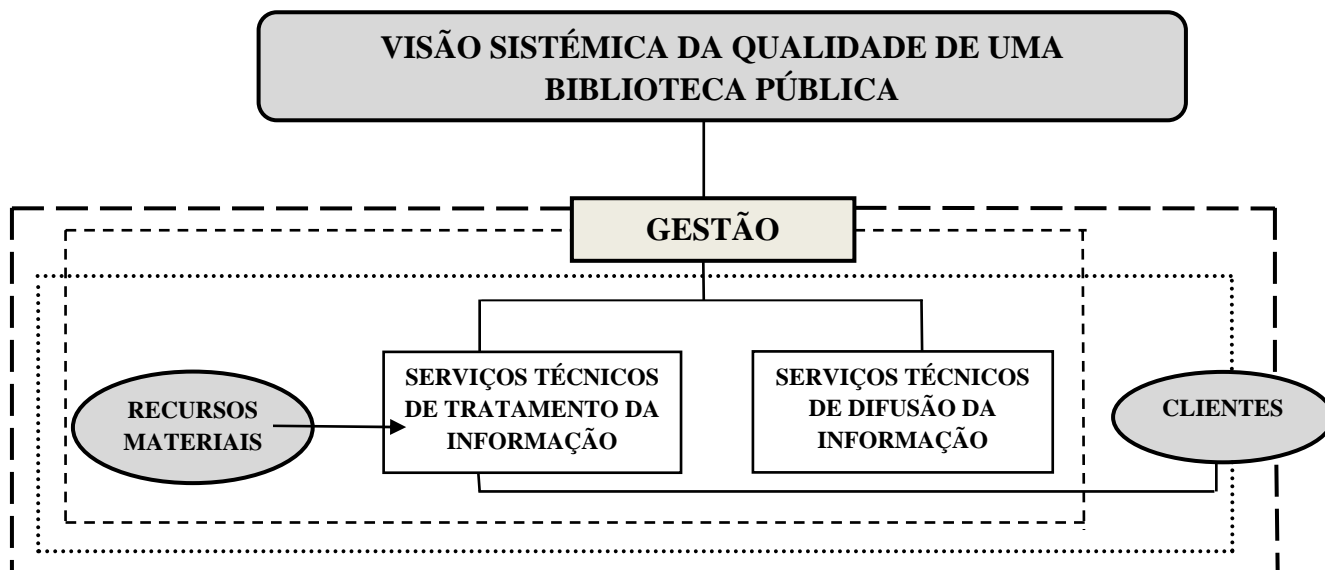 VISÃO SISTÉMICA DA QUALIDADE DE UMA
BIBLIOTECA PÚBLICA
GESTÃO
RECURSOS
MATERIAIS
SERVIÇOS TÉCNICOS
DE TRATAMENTO DA
INFORMAÇÃO
SERVIÇOS TÉCNICOS
DE DIFUSÃO DA
INFORMAÇÃO
CLIENTES